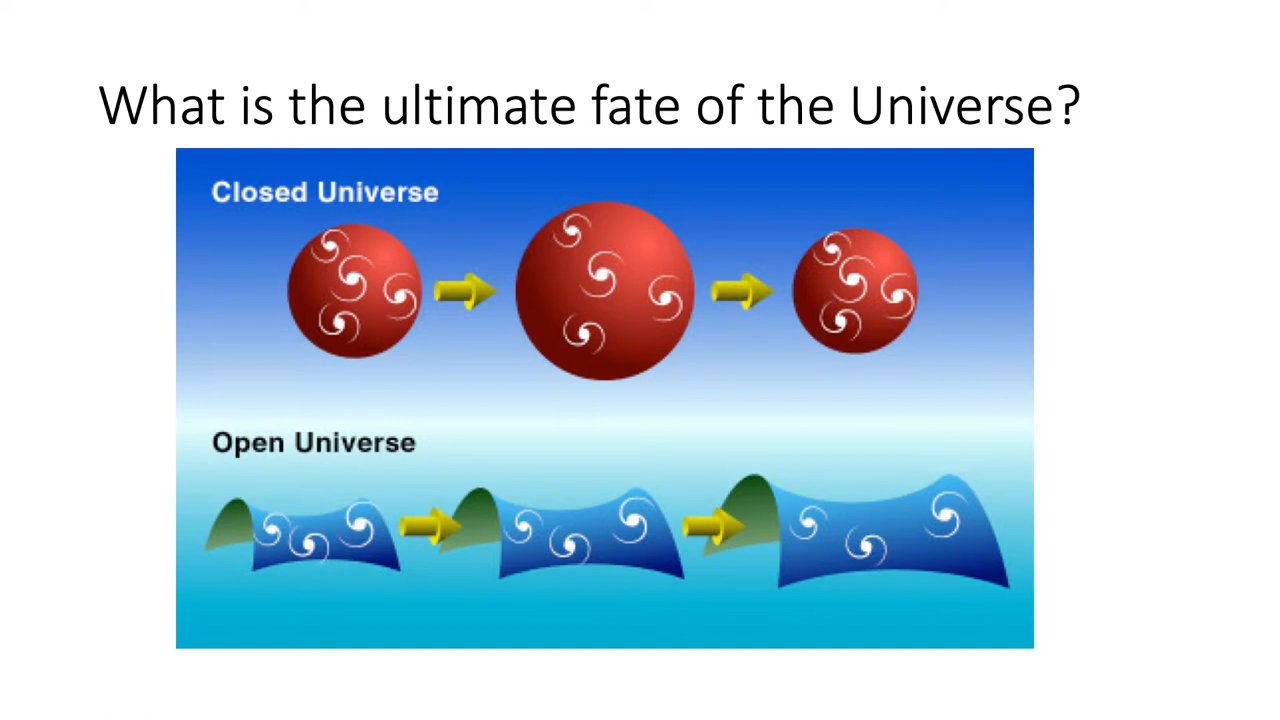 What is the ultimate fate of the Universe?
Closed Universe
Open Universe